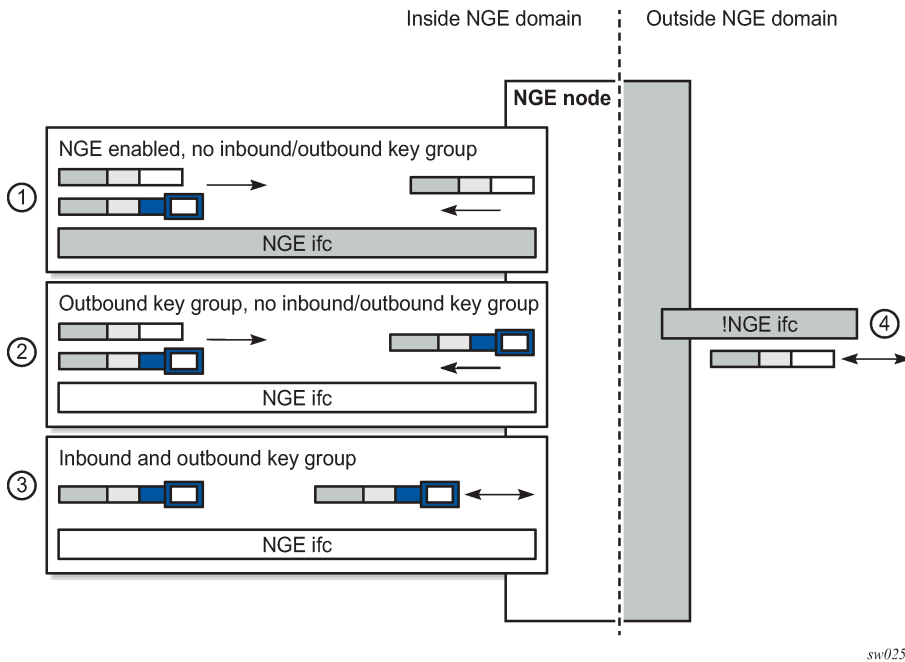 Inside NGE domain
Outside NGE domain
NGE node
NGE enabled, no inbound/outbound key group
1
NGE ifc
Outbound key group, no inbound/outbound key group
2
NGE ifc
!NGE ifc
4
Inbound and outbound key group
3
NGE ifc
sw025